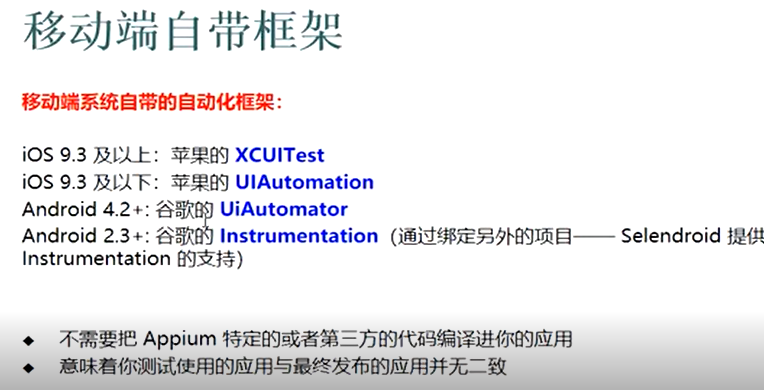 移动端自带框架
移动端系统自带的自动化框架：
iOS 9.3 及以上：苹果的 XCUITest
iOS 9.3 及以下：苹果的 UIAutomation
Android 4.2+: 谷歌的 UiAutomator
Android 2.3+: 谷歌的 Instrumentation（通过绑定另外的项目—— Selendroid 提供
Instrumentation 的支持）
◆ 不需要把 Appium 特定的或者第三方的代码编译进你的应用
◆ 意味着你测试使用的应用与最终发布的应用并无二致